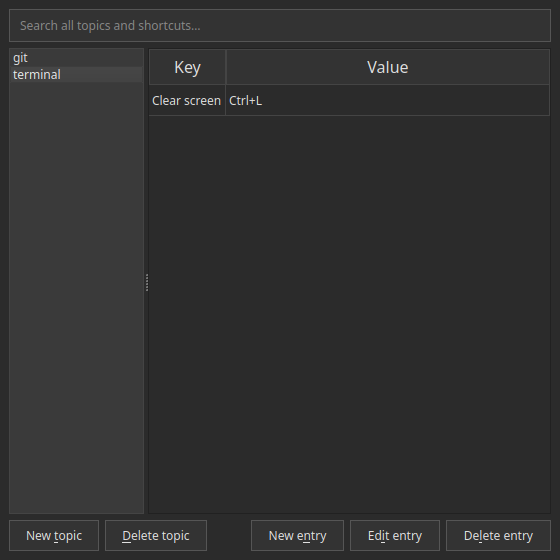 Search all topics and shortcuts...
git
terminal
Key Value
Clear screen Ctrl+L
New topic Delete topic New entry Edit entry Delete entry